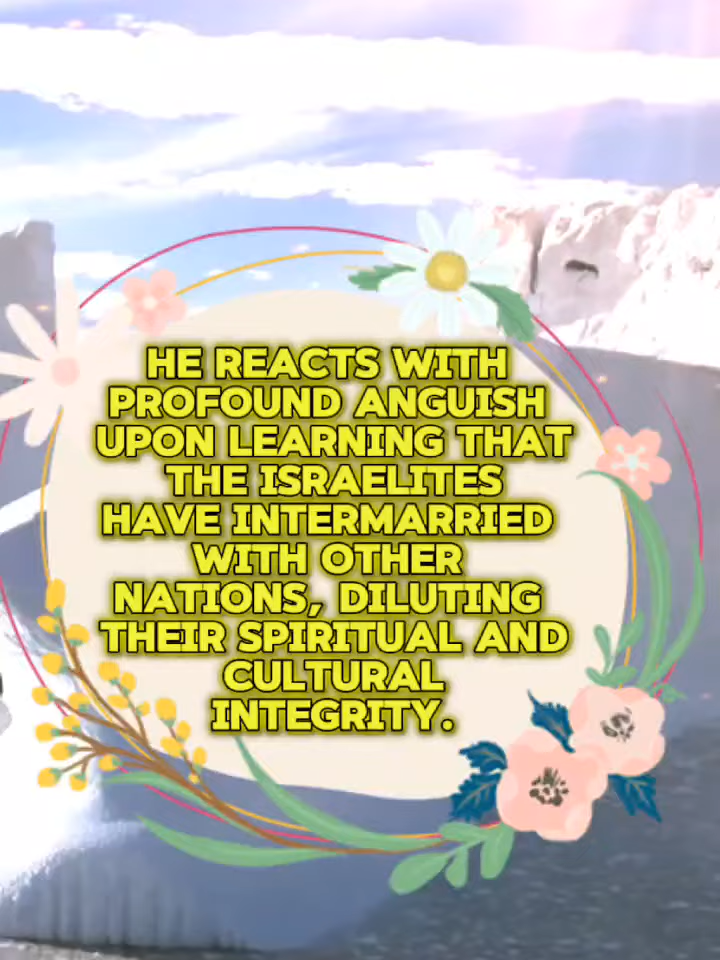 HE REACTS WITH
PROFOUND ANGUISH
UPON LEARNING THAT
THE ISRAELITES
HAVE INTERMARRIED
WITH OTHER
NATIONS, DILUTING
THEIR SPIRITUAL AND
CULTURAL
INTEGRITY.